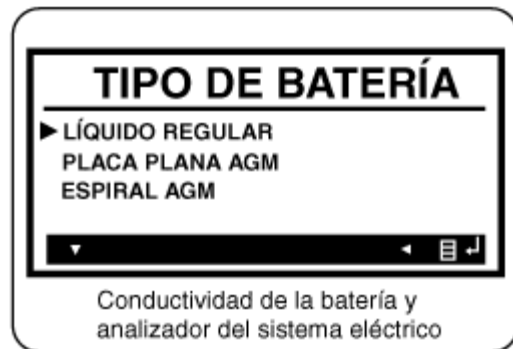 TIPO DE BATERÍA
LÍQUIDO REGULAR
PLACA PLANA AGM
ESPIRAL AGM
Conductividad de la batería y
analizador del sistema eléctrico